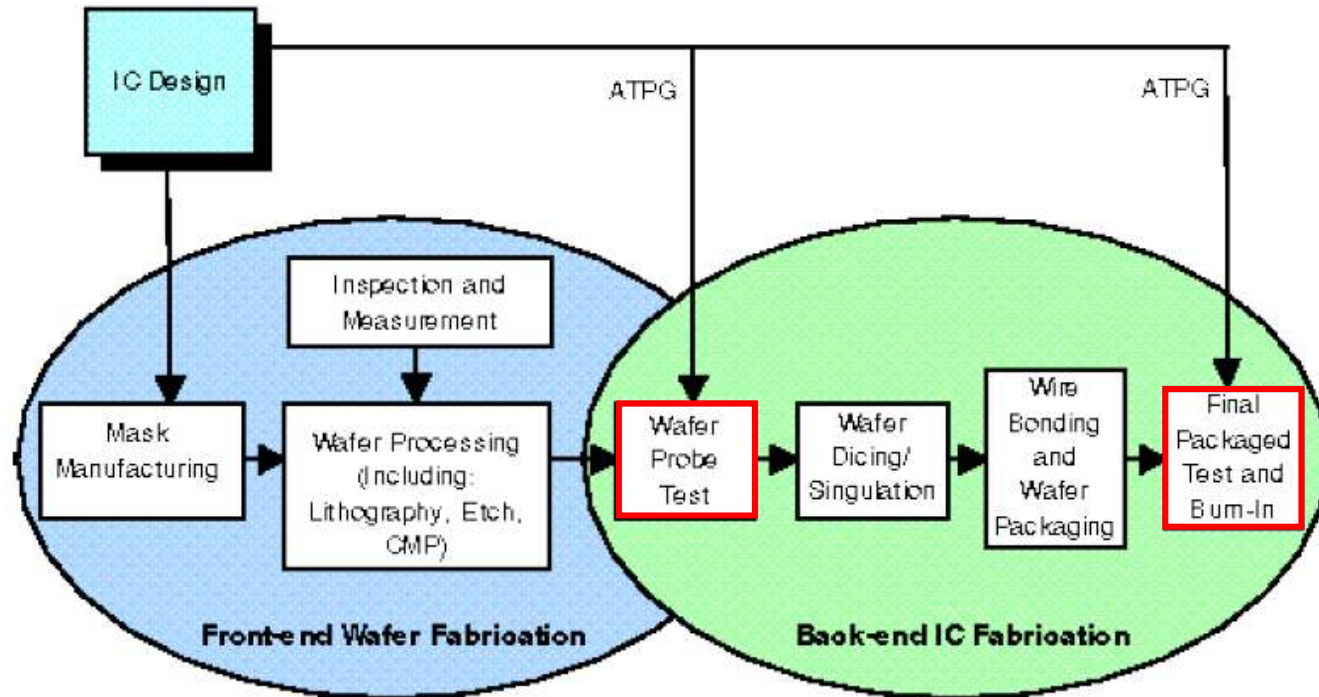 IC Design
ATPG
ATPG
Inspection and
Measurement
Mask
Manufacturing
Wafer Processing
(Including:
Lithography, Etch,
CMP)
Wafer
Probe
Test
Wafer
Dicing/
Singulation
Wire
Bonding
and
Wafer
Packaging
Final
Packaged
Test and
Burn-In
Front-end Wafer Fabrication
Back-end IC Fabrication